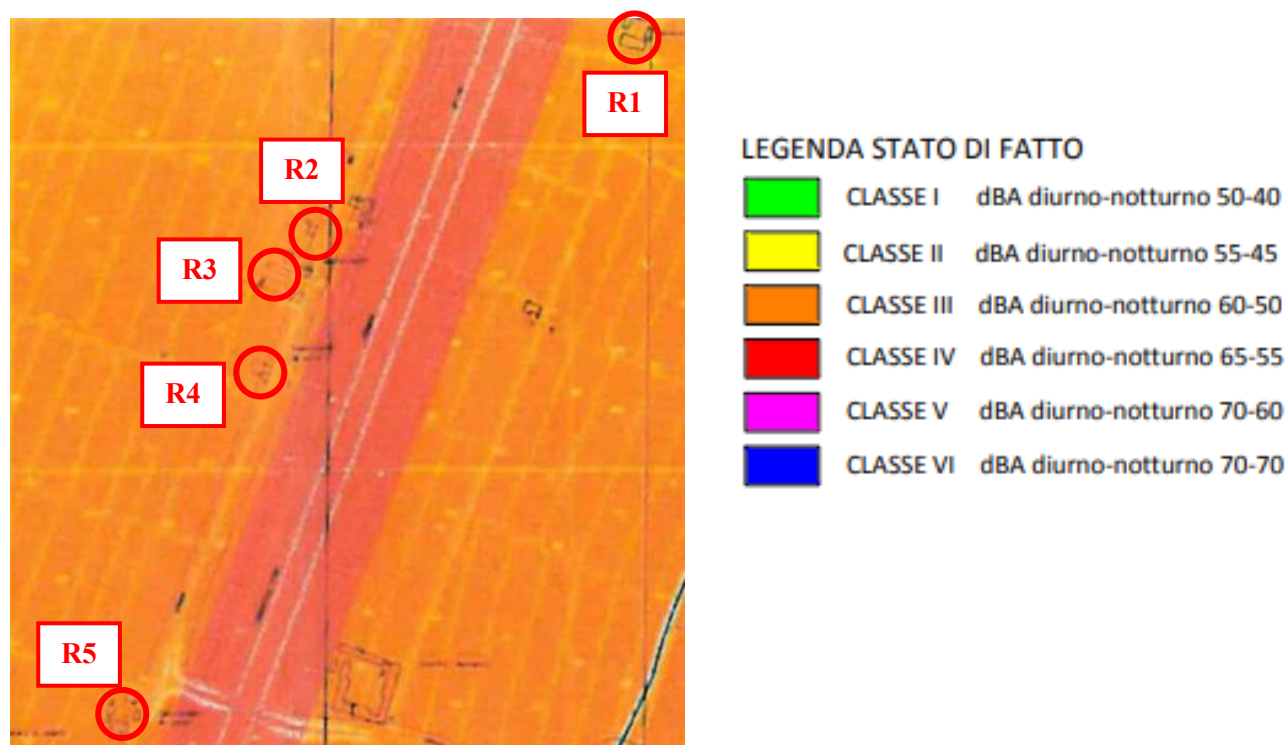 R1
R2
R3
R4
R5
LEGENDA STATO DI FATTO
CLASSE I dBA diurno-notturno 50-40
CLASSE II dBA diurno-notturno 55-45
CLASSE III dBA diurno-notturno 60-50
CLASSE IV dBA diurno-notturno 65-55
CLASSE V dBA diurno-notturno 70-60
CLASSE VI dBA diurno-notturno 70-70